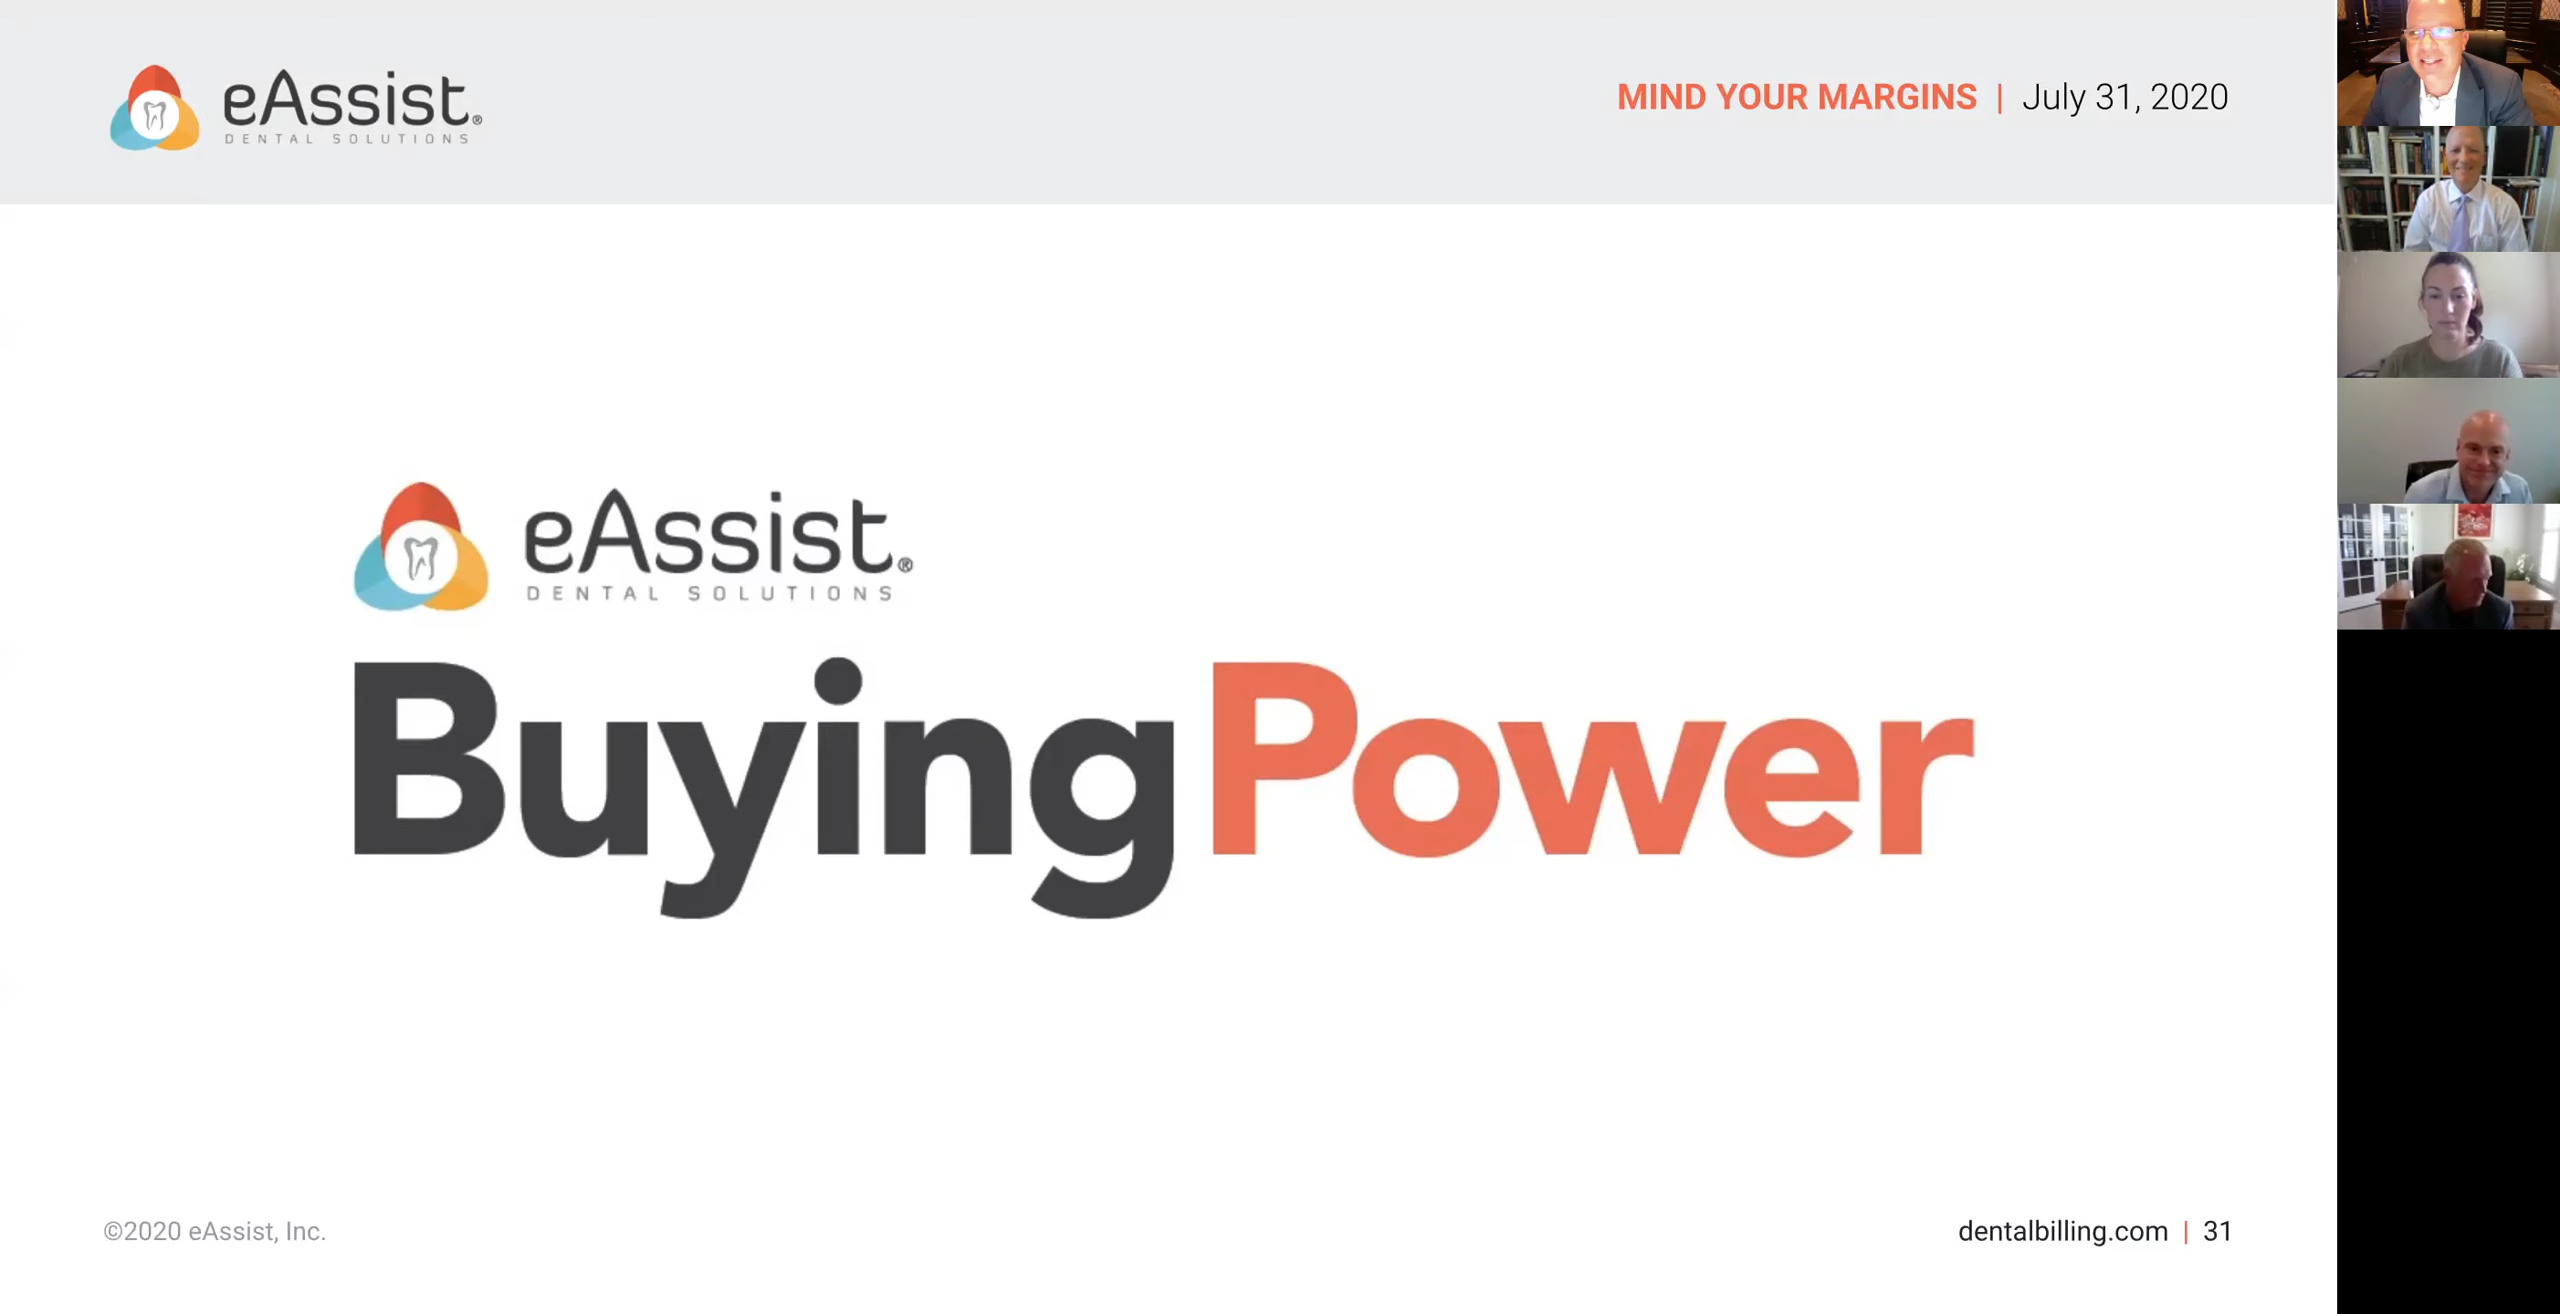 eAssist®
DENTAL SOLUTIONS
MIND YOUR MARGINS | July 31, 2020
eAssist®
DENTAL SOLUTIONS
BuyingPower
©2020 eAssist, Inc.
dentalbilling.com | 31